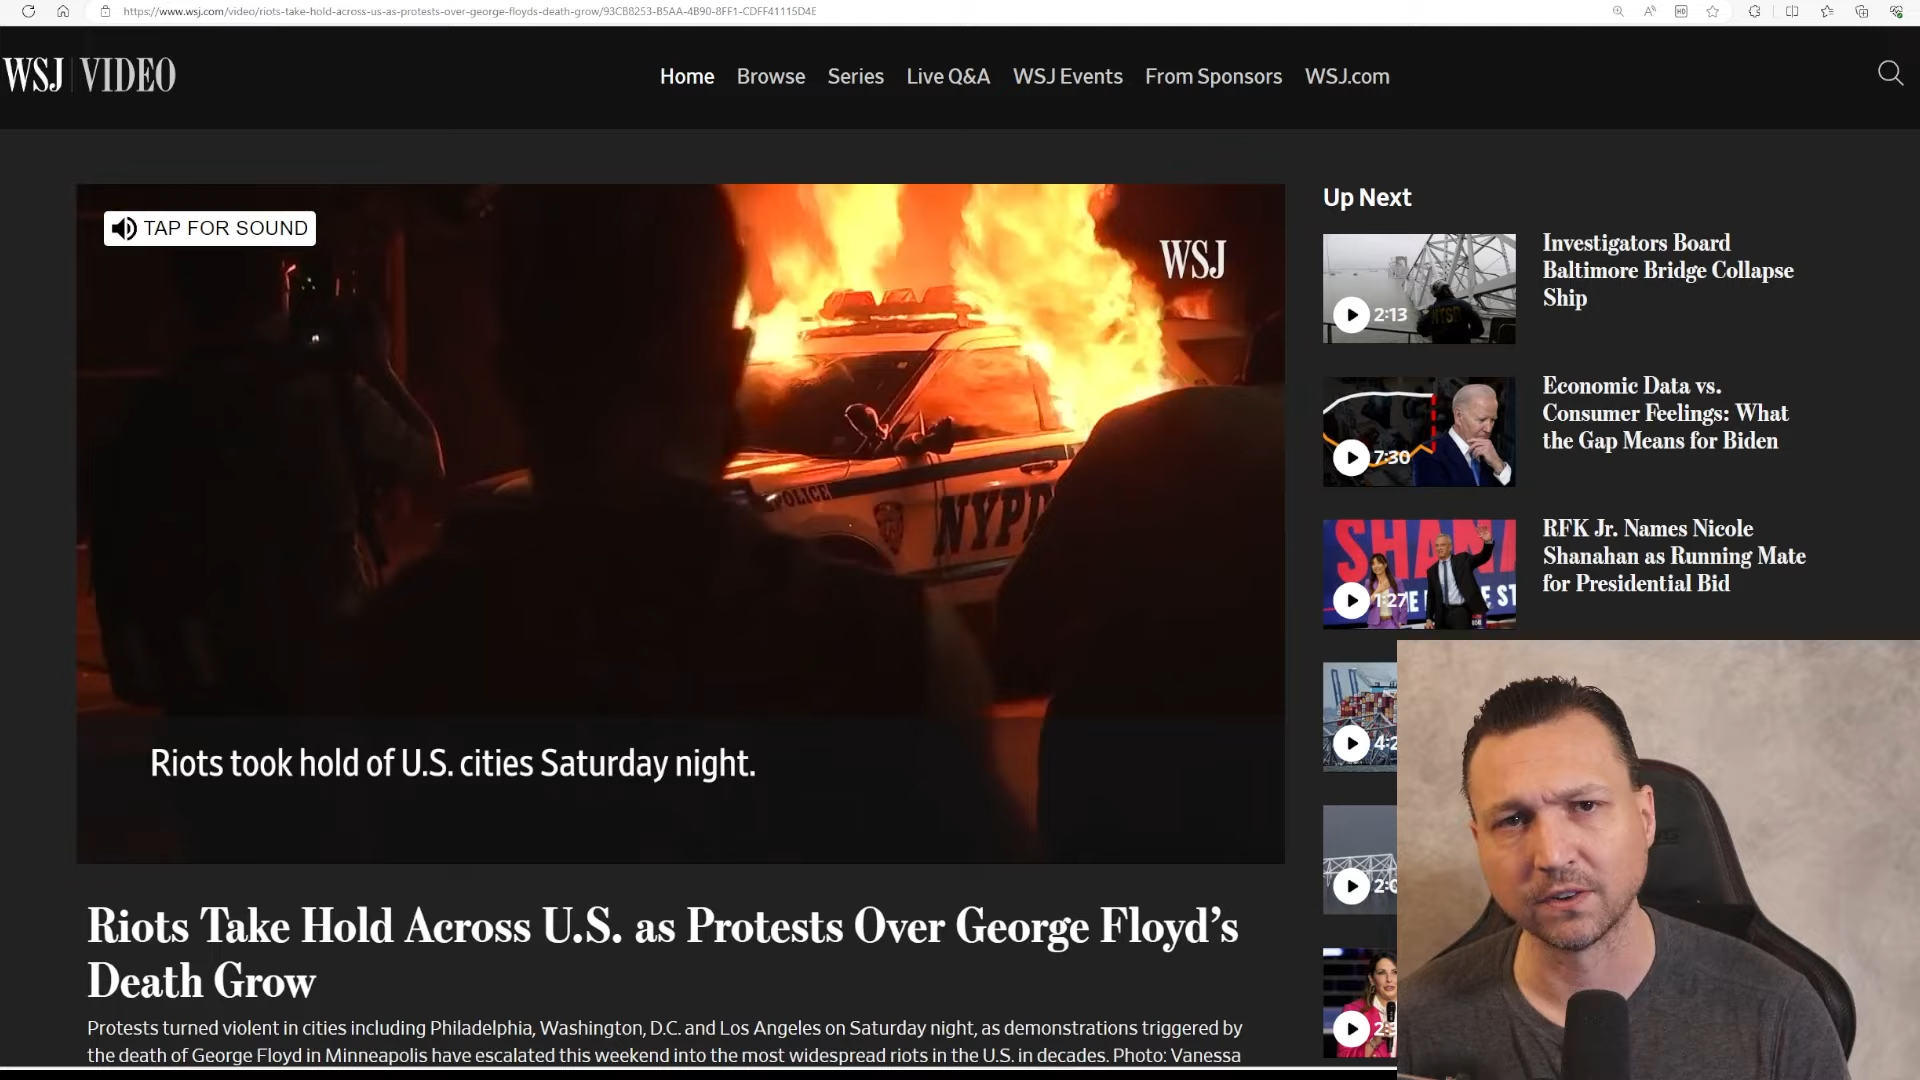 https://www.wsj.com/video/riots-take-hold-across-us-as-protests-over-george-floyds-death-grow/93CB8253-B5AA-4B90-8FF1-CDFF41115D4E
WSJ | VIDEO
Home Browse Series Live Q&A WSJ Events From Sponsors WSJ.com
TAP FOR SOUND
WSJ
POLICE
NYPD
Riots took hold of U.S. cities Saturday night.
Riots Take Hold Across U.S. as Protests Over George Floyd's
Death Grow
Protests turned violent in cities including Philadelphia, Washington, D.C. and Los Angeles on Saturday night, as demonstrations triggered by
the death of George Floyd in Minneapolis have escalated this weekend into the most widespread riots in the U.S. in decades. Photo: Vanessa
Up Next
2:13
Investigators Board
Baltimore Bridge Collapse
Ship
7:30
Economic Data vs.
Consumer Feelings: What
the Gap Means for Biden
SHANA
1:27
RFK Jr. Names Nicole
Shanahan as Running Mate
for Presidential Bid